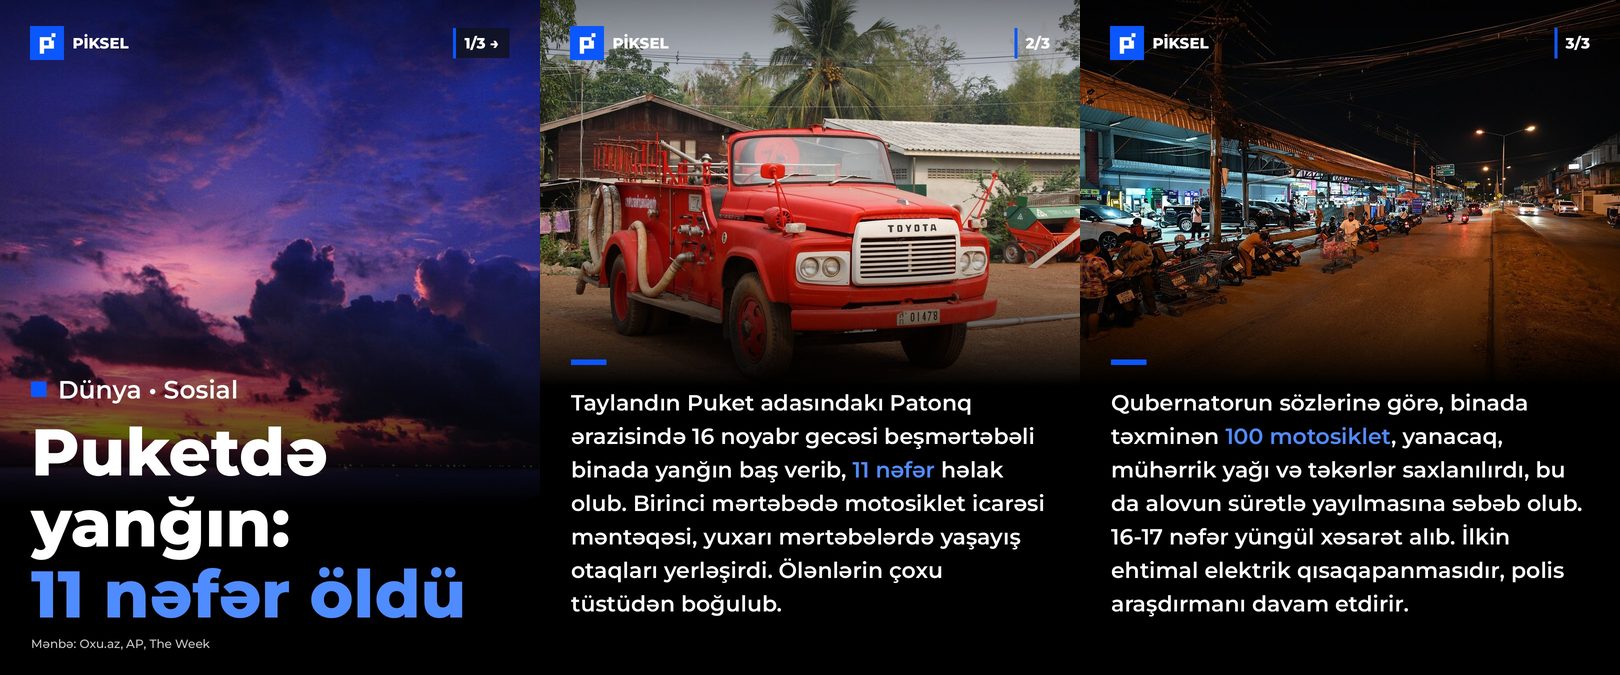 PİKSEL
1/3 →
Dünya • Sosial
Puketdə
yanğın:
11 nəfər öldü
Mənbə: Oxu.az, AP, The Week
PİKSEL
2/3
TOYOTA
01478
Taylandın Puket adasındakı Patonq
ərazisində 16 noyabr gecəsi beşmərtəbəli
binada yanğın baş verib, 11 nəfər həlak
olub. Birinci mərtəbədə motosiklet icarəsi
məntəqəsi, yuxarı mərtəbələrdə yaşayış
otaqları yerləşirdi. Ölənlərin çoxu
tüstüdən boğulub.
PİKSEL
3/3
Qubernatorun sözlərinə görə, binada
təxminən 100 motosiklet, yanacaq,
mühərrik yağı və təkərlər saxlanılırdı, bu
da alovun sürətlə yayılmasına səbəb olub.
16-17 nəfər yüngül xəsarət alıb. İlkin
ehtimal elektrik qısaqapanmasıdır, polis
araşdırmanı davam etdirir.